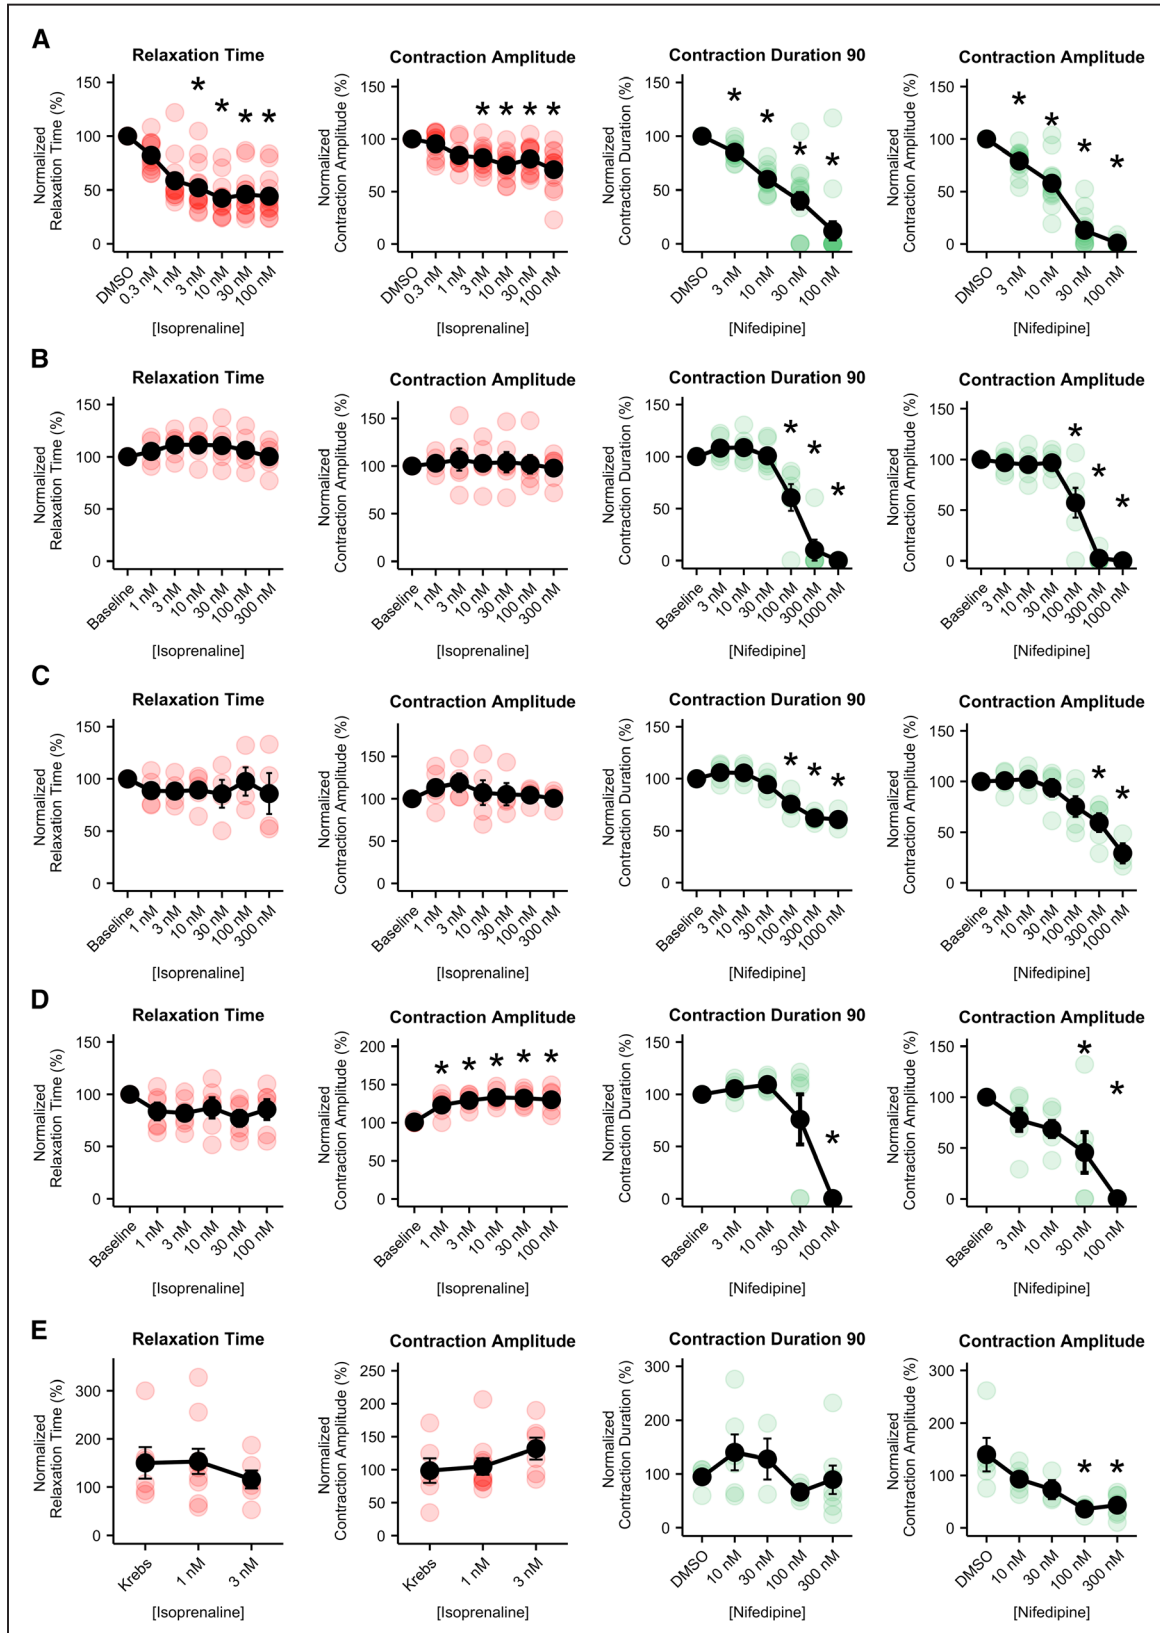 A
Relaxation Time
Normalized
Relaxation Time (%)
150
100
50
0
DMSO
0.3 nM
1 nM
3 nM
10 nM
30 nM
100 nM
[Isoprenaline]
Contraction Amplitude
Normalized
Contraction Amplitude (%)
150
100
50
0
DMSO
0.3 nM
1 nM
3 nM
10 nM
30 nM
100 nM
[Isoprenaline]
Contraction Duration 90
Normalized
Contraction Duration (%)
150
100
50
0
DMSO
3 nM
10 nM
30 nM
100 nM
[Nifedipine]
Contraction Amplitude
Normalized
Contraction Amplitude (%)
150
100
50
0
DMSO
3 nM
10 nM
30 nM
100 nM
[Nifedipine]
B
Relaxation Time
Normalized
Relaxation Time (%)
150
100
50
0
Baseline
1 nM
3 nM
10 nM
30 nM
100 nM
300 nM
[Isoprenaline]
Contraction Amplitude
Normalized
Contraction Amplitude (%)
150
100
50
0
Baseline
1 nM
3 nM
10 nM
30 nM
100 nM
300 nM
[Isoprenaline]
Contraction Duration 90
Normalized
Contraction Duration (%)
150
100
50
0
Baseline
3 nM
10 nM
30 nM
100 nM
300 nM
1000 nM
[Nifedipine]
Contraction Amplitude
Normalized
Contraction Amplitude (%)
150
100
50
0
Baseline
3 nM
10 nM
30 nM
100 nM
300 nM
1000 nM
[Nifedipine]
C
Relaxation Time
Normalized
Relaxation Time (%)
150
100
50
0
Baseline
1 nM
3 nM
10 nM
30 nM
100 nM
300 nM
[Isoprenaline]
Contraction Amplitude
Normalized
Contraction Amplitude (%)
150
100
50
0
Baseline
1 nM
3 nM
10 nM
30 nM
100 nM
300 nM
[Isoprenaline]
Contraction Duration 90
Normalized
Contraction Duration (%)
150
100
50
0
Baseline
3 nM
10 nM
30 nM
100 nM
300 nM
1000 nM
[Nifedipine]
Contraction Amplitude
Normalized
Contraction Amplitude (%)
150
100
50
0
Baseline
3 nM
10 nM
30 nM
100 nM
300 nM
1000 nM
[Nifedipine]
D
Relaxation Time
Normalized
Relaxation Time (%)
150
100
50
0
Baseline
1 nM
3 nM
10 nM
30 nM
100 nM
[Isoprenaline]
Contraction Amplitude
Normalized
Contraction Amplitude (%)
200
150
100
50
0
Baseline
1 nM
3 nM
10 nM
30 nM
100 nM
[Isoprenaline]
Contraction Duration 90
Normalized
Contraction Duration (%)
150
100
50
0
Baseline
3 nM
10 nM
30 nM
100 nM
[Nifedipine]
Contraction Amplitude
Normalized
Contraction Amplitude (%)
150
100
50
0
Baseline
3 nM
10 nM
30 nM
100 nM
[Nifedipine]
E
Relaxation Time
Normalized
Relaxation Time (%)
300
200
100
0
Krebs
1 nM
3 nM
[Isoprenaline]
Contraction Amplitude
Normalized
Contraction Amplitude (%)
250
200
150
100
50
0
Krebs
1 nM
3 nM
[Isoprenaline]
Contraction Duration 90
Normalized
Contraction Duration (%)
300
200
100
0
DMSO
10 nM
30 nM
100 nM
300 nM
[Nifedipine]
Contraction Amplitude
Normalized
Contraction Amplitude (%)
300
200
100
0
DMSO
10 nM
30 nM
100 nM
300 nM
[Nifedipine]